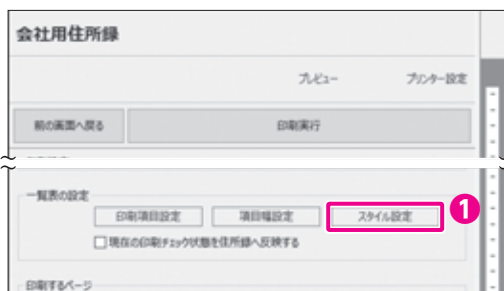 会社用住所録
プレビュー プリンター設定
前の画面へ戻る 印刷実行
一覧表の設定
印刷項目設定 項目幅設定 スタイル設定 1
現在の印刷チェック状態を住所録へ反映する
印刷するページ